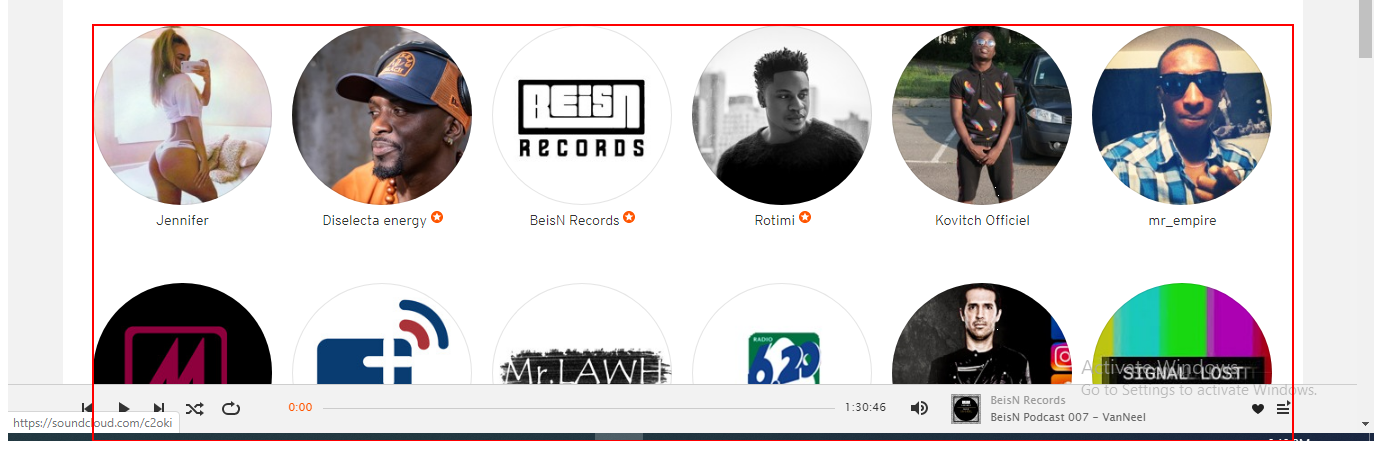 BEISN
RECORDS
Jennifer
Diselecta energy
BeisN Records
Rotimi
Kovitch Officiel
mr_empire
RADIO
6.20
Mr.LAWH
SIGNAL LOST
Activate Windows
Go to Settings to activate Windows.
0:00
1:30:46
BeisN Records
BeisN Podcast 007 - VanNeel
https://soundcloud.com/c2oki